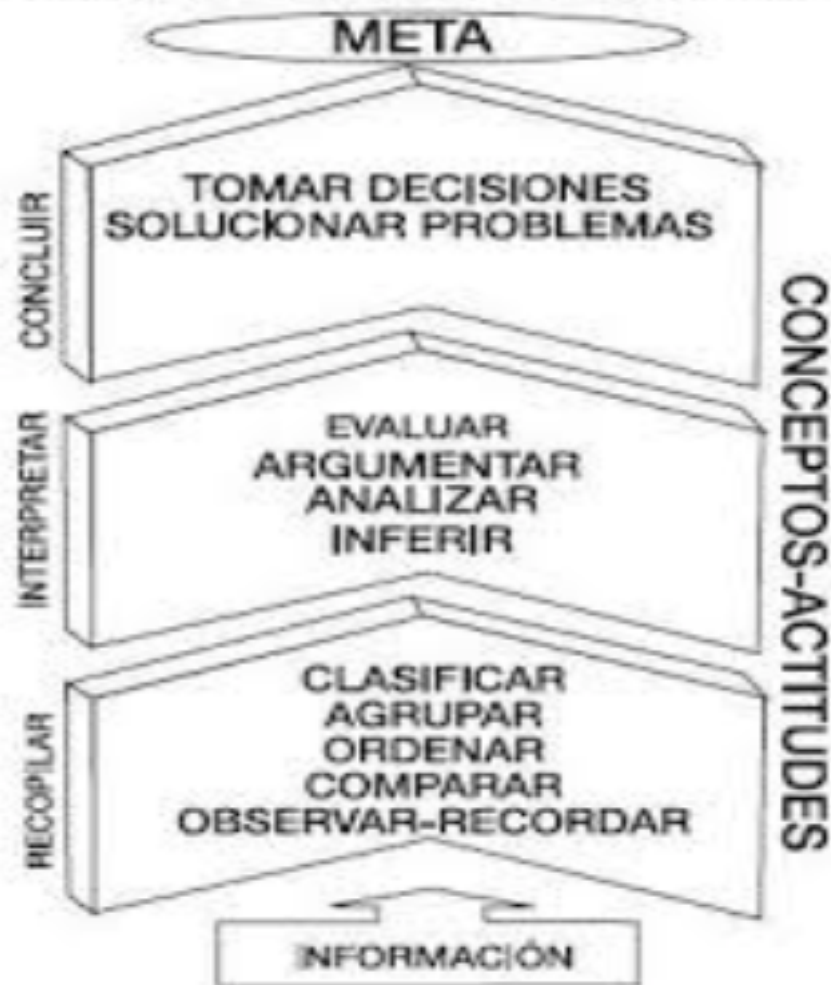 META
CONCLUIR
TOMAR DECISIONES
SOLUCIONAR PROBLEMAS
INTERPRETAR
EVALUAR
ARGUMENTAR
ANALIZAR
INFERIR
RECOPILAR
CLASIFICAR
AGRUPAR
ORDENAR
COMPARAR
OBSERVAR-RECORDAR
CONCEPTOS-ACTITUDES
INFORMACIÓN